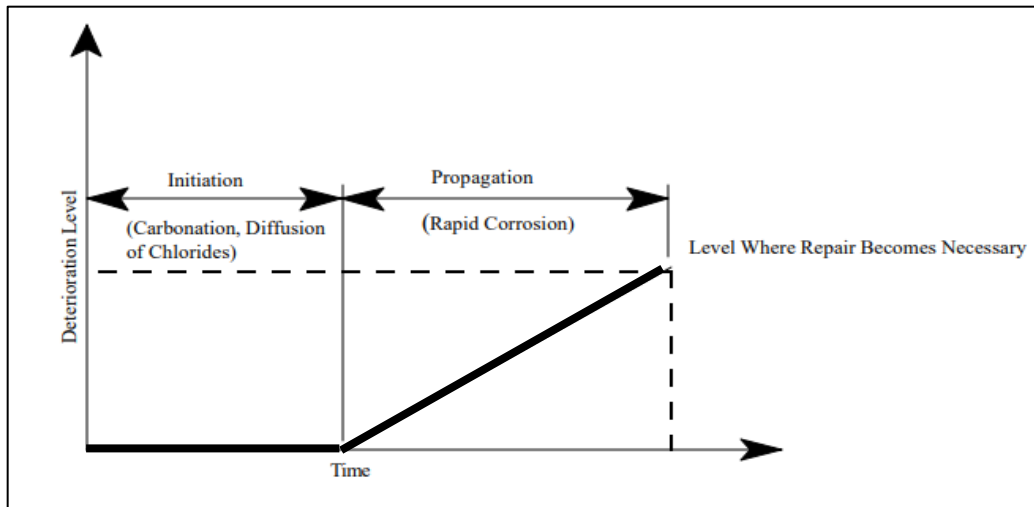 Initiation
Propagation
(Carbonation, Diffusion
of Chlorides)
(Rapid Corrosion)
Level Where Repair Becomes Necessary
Deterioration Level
Time